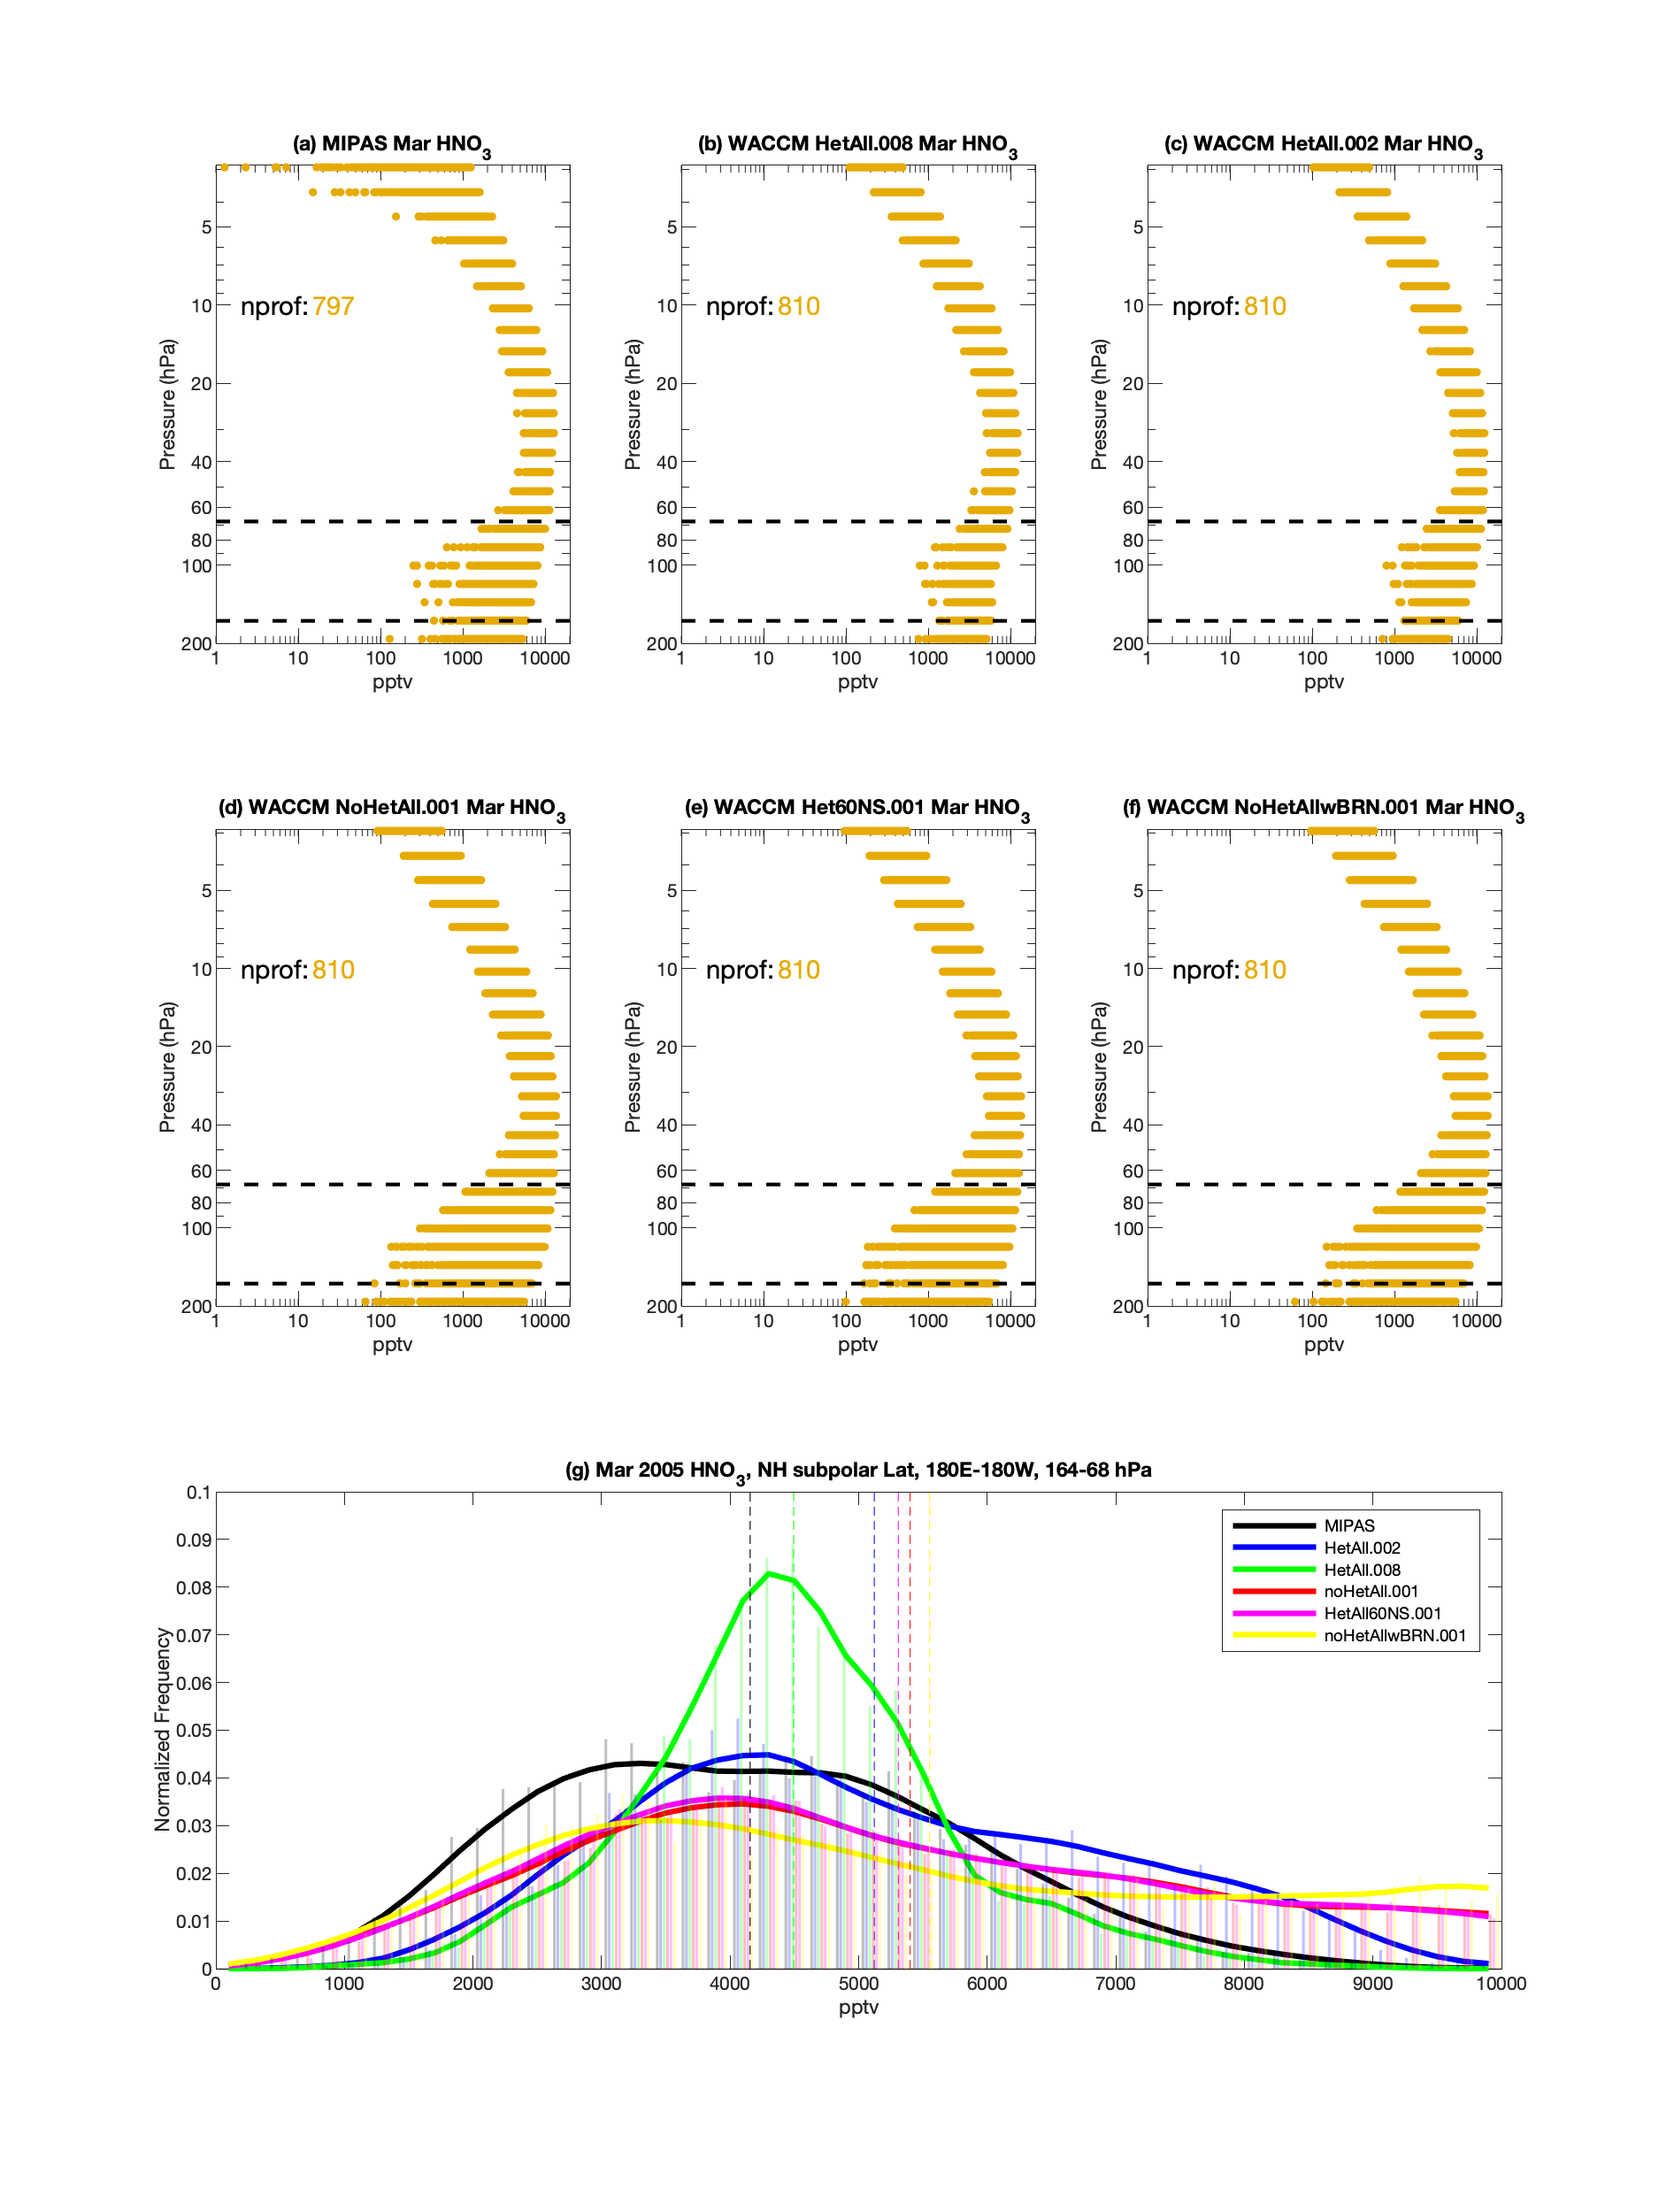 (a) MIPAS Mar HNO3
(b) WACCM HetAll.008 Mar HNO3
(c) WACCM HetAll.002 Mar HNO3
Pressure (hPa)
5
10
20
40
60
80
100
200
nprof: 797
1 10 100 1000 10000
pptv
Pressure (hPa)
5
10
20
40
60
80
100
200
nprof: 810
1 10 100 1000 10000
pptv
Pressure (hPa)
5
10
20
40
60
80
100
200
nprof: 810
1 10 100 1000 10000
pptv
(d) WACCM NoHetAll.001 Mar HNO3
(e) WACCM Het60NS.001 Mar HNO3
(f) WACCM NoHetAllwBRN.001 Mar HNO3
Pressure (hPa)
5
10
20
40
60
80
100
200
nprof: 810
1 10 100 1000 10000
pptv
Pressure (hPa)
5
10
20
40
60
80
100
200
nprof: 810
1 10 100 1000 10000
pptv
Pressure (hPa)
5
10
20
40
60
80
100
200
nprof: 810
1 10 100 1000 10000
pptv
(g) Mar 2005 HNO3, NH subpolar Lat, 180E-180W, 164-68 hPa
Normalized Frequency
0.1
0.09
0.08
0.07
0.06
0.05
0.04
0.03
0.02
0.01
0
MIPAS
HetAll.002
HetAll.008
noHetAll.001
HetAll60NS.001
noHetAllwBRN.001
0 1000 2000 3000 4000 5000 6000 7000 8000 9000 10000
pptv